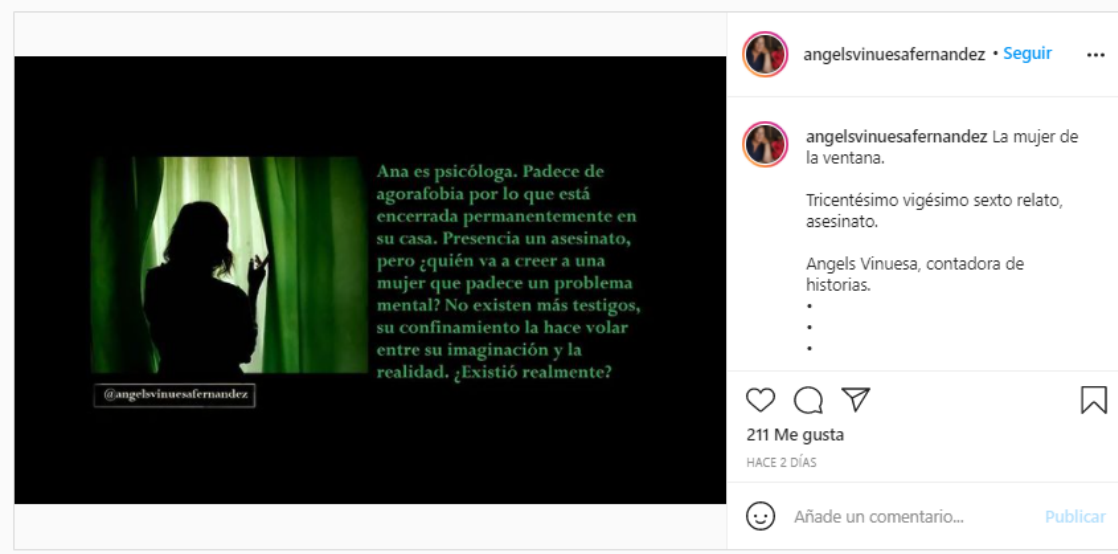 Ana es psicóloga. Padece de
agorafobia por lo que está
encerrada permanentemente en
su casa. Presencia un asesinato,
pero ¿quién va a creer a una
mujer que padece un problema
mental? No existen más testigos,
su confinamiento la hace volar
entre su imaginación y la
realidad. ¿Existió realmente?
@angelsvinuesafernandez
angelsvinuesafernandez • Seguir
angelsvinuesafernandez La mujer de
la ventana.
Tricentésimo vigésimo sexto relato,
asesinato.
Angels Vinuesa, contadora de
historias.
•
•
•
211 Me gusta
HACE 2 DÍAS
Añade un comentario... Publicar